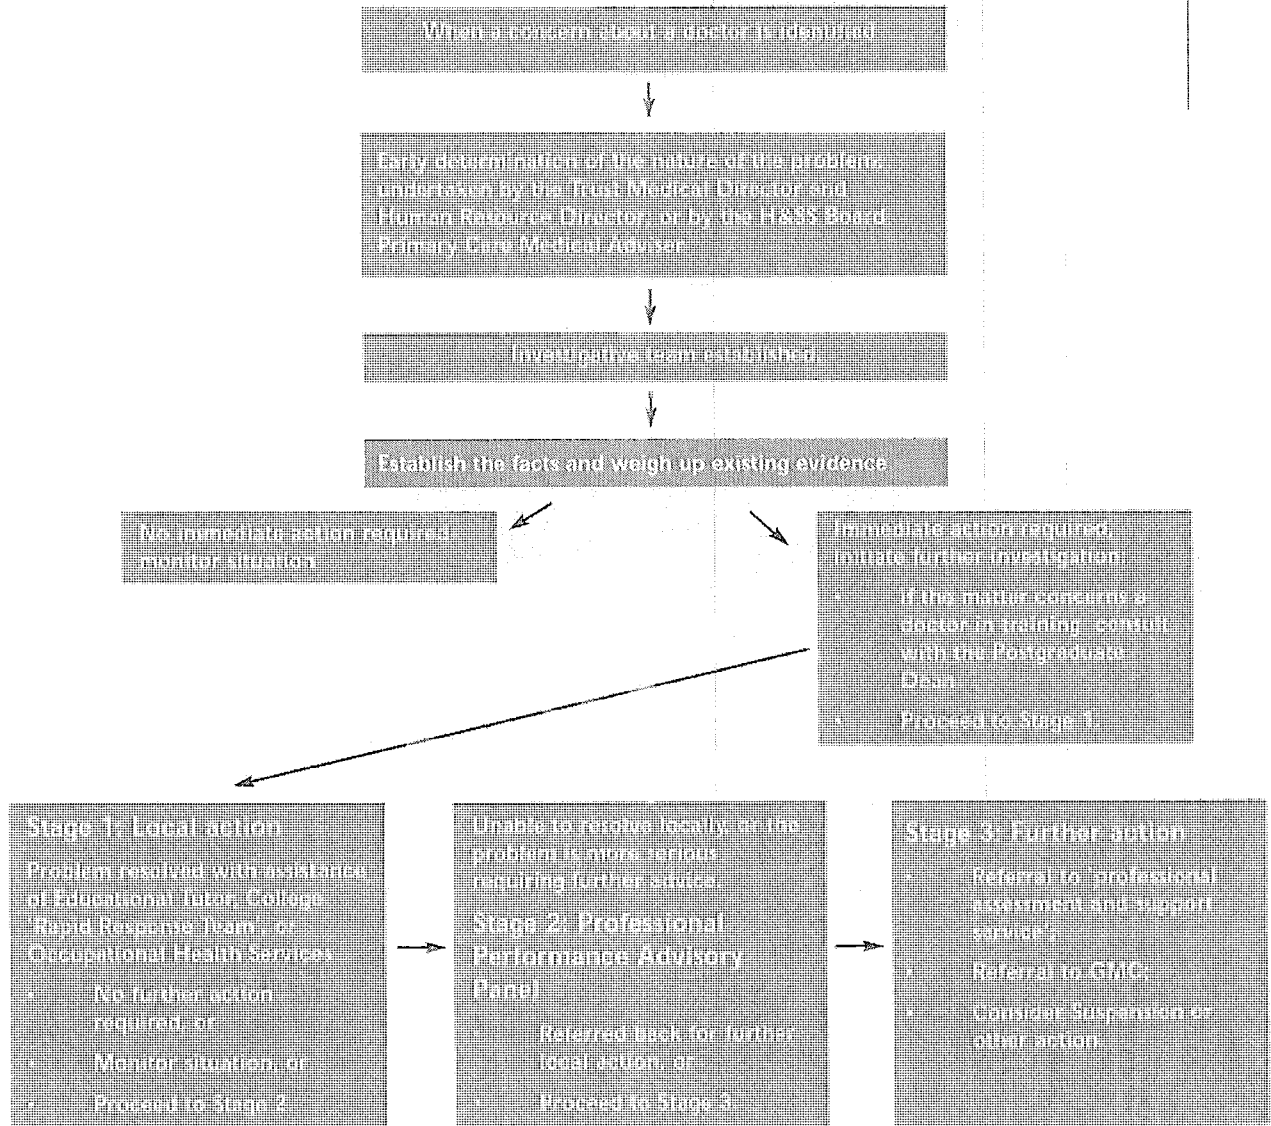 When a concern about a doctor is identified
Early determination of the nature of the problem
undertaken by the Trust Medical Director and
Human Resource Director, or by the H&SS Board
Primary Care Medical Adviser
Investigative team established
Establish the facts and weigh up existing evidence
No immediate action required,
monitor situation
Immediate action required,
initiate further investigation:
• If the matter concerns a
doctor in training, consult
with the Postgraduate
Dean
• Proceed to Stage 1.
Stage 1: Local action
Problem resolved with assistance
of Educational Tutor, College
'Rapid Response Team' or
Occupational Health Services
• No further action
required, or
• Monitor situation, or
• Proceed to Stage 2
Unable to resolve locally, or the
problem is more serious
requiring further advice.
Stage 2: Professional
Performance Advisory
Panel
• Referred back for further
local action, or
• Proceed to Stage 3.
Stage 3: Further action
• Referral to 'professional
assessment and support
service';
• Referral to GMC;
• Consider Suspension or
other action.